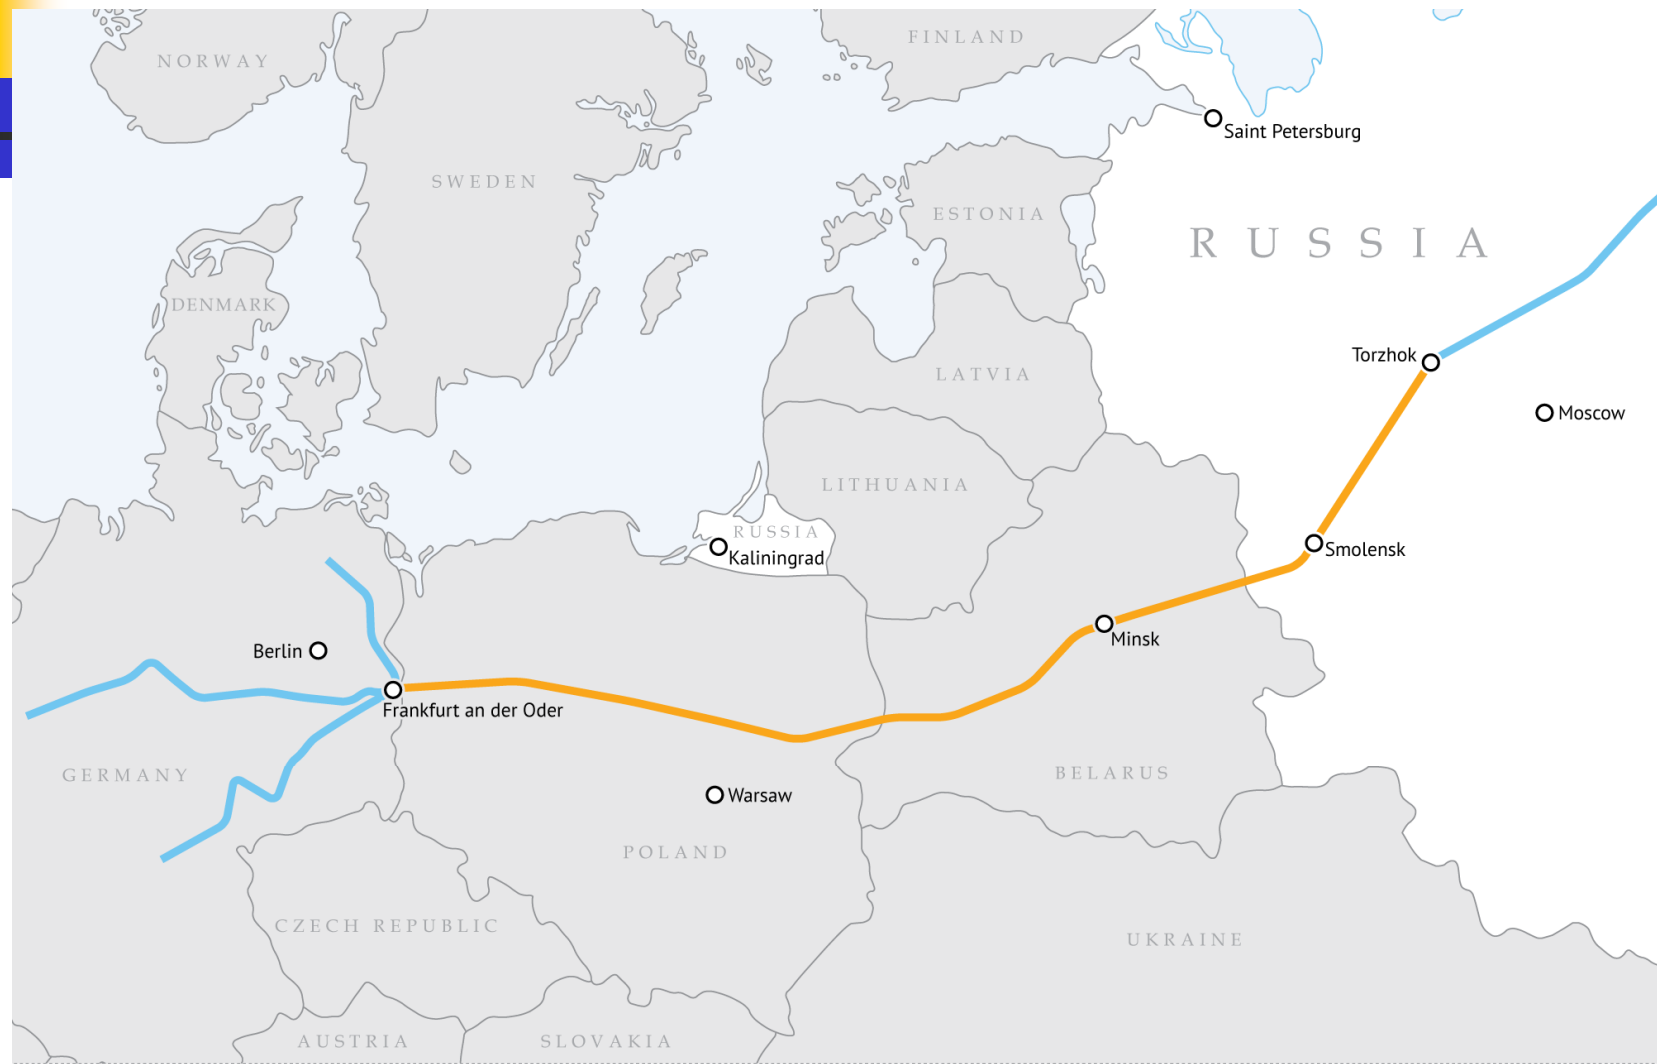 NORWAY
FINLAND
Saint Petersburg
SWEDEN
ESTONIA
RUSSIA
DENMARK
Torzhok
LATVIA
Moscow
LITHUANIA
RUSSIA
Kaliningrad
Smolensk
Minsk
Berlin
Frankfurt an der Oder
GERMANY
BELARUS
Warsaw
POLAND
CZECH REPUBLIC
UKRAINE
AUSTRIA
SLOVAKIA